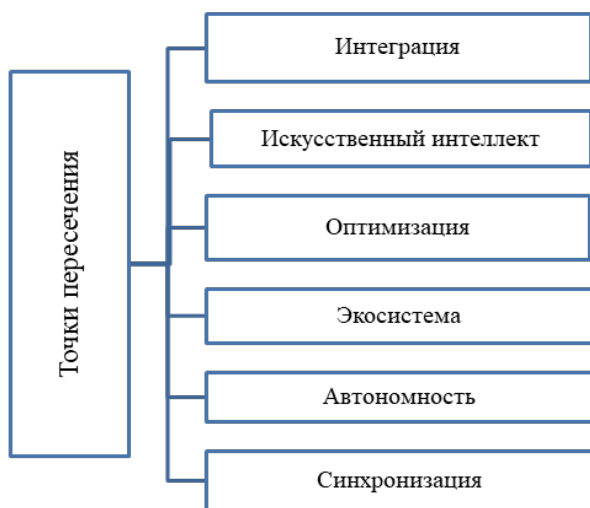 Точки пересечения
Интеграция
Искусственный интеллект
Оптимизация
Экосистема
Автономность
Синхронизация